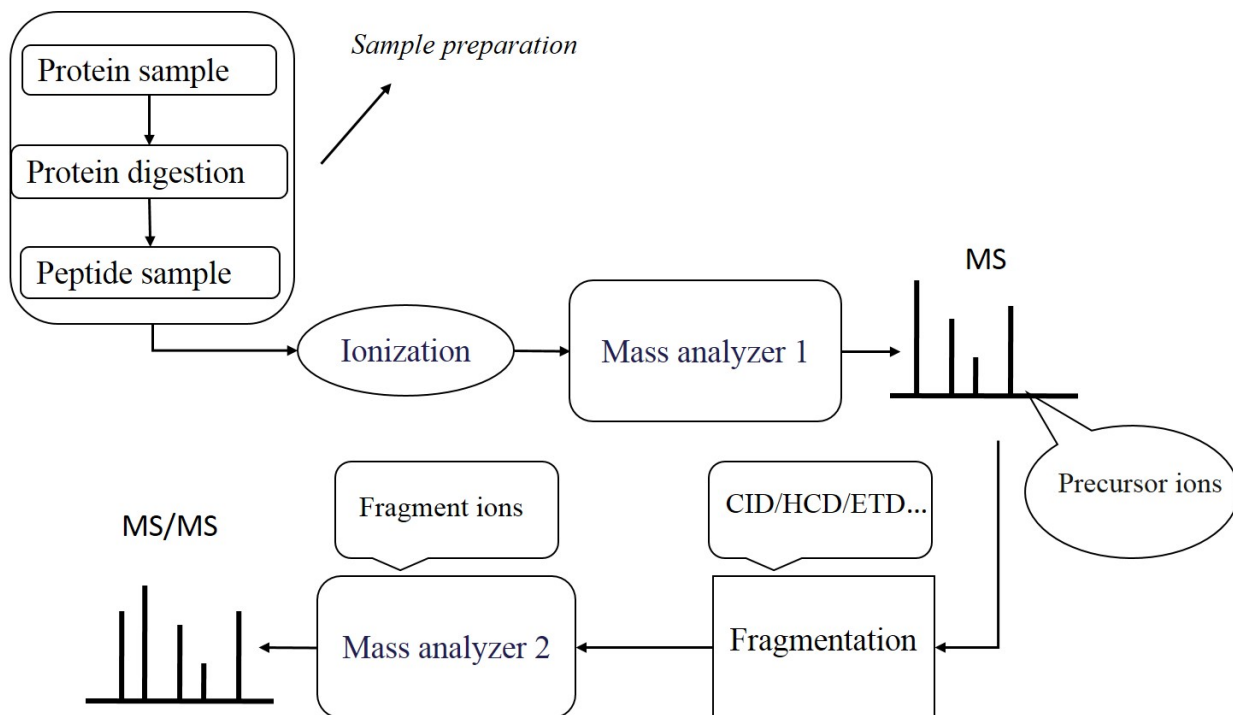 Sample preparation
Protein sample
Protein digestion
Peptide sample
MS
Ionization
Mass analyzer 1
Precursor ions
CID/HCD/ETD...
Fragment ions
MS/MS
Fragmentation
Mass analyzer 2